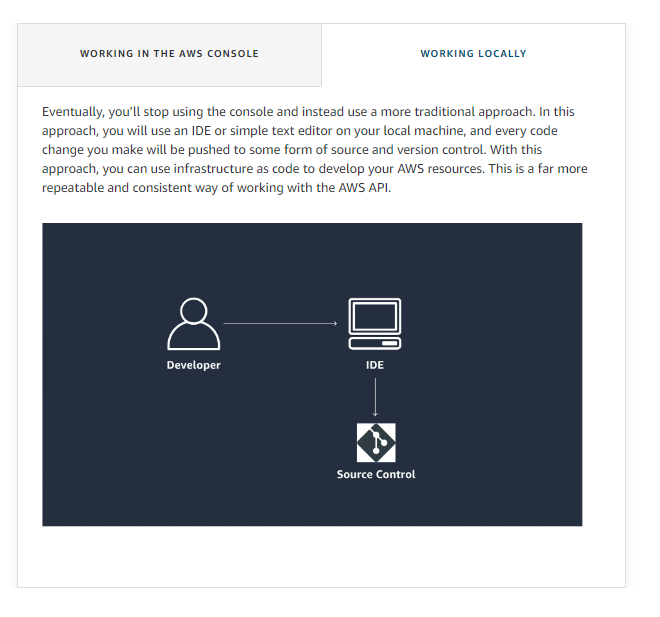 WORKING IN THE AWS CONSOLE
WORKING LOCALLY
Eventually, you’ll stop using the console and instead use a more traditional approach. In this
approach, you will use an IDE or simple text editor on your local machine, and every code
change you make will be pushed to some form of source and version control. With this
approach, you can use infrastructure as code to develop your AWS resources. This is a far more
repeatable and consistent way of working with the AWS API.
Developer
IDE
Source Control